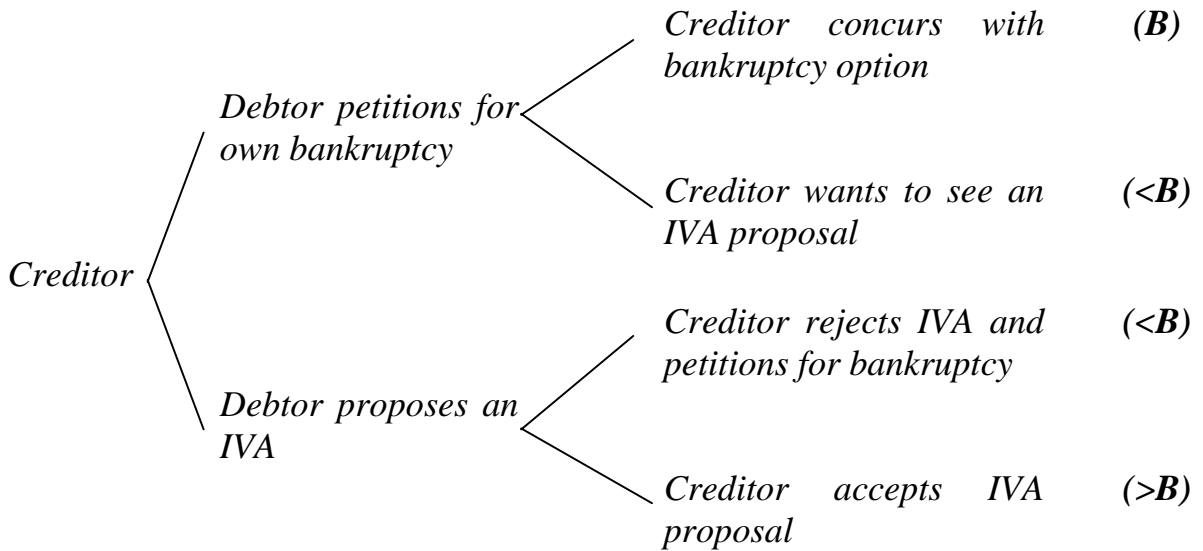 Creditor concurs with (B)
bankruptcy option
Debtor petitions for
own bankruptcy
Creditor wants to see an (<B)
IVA proposal
Creditor
Creditor rejects IVA and (<B)
petitions for bankruptcy
Debtor proposes an
IVA
Creditor accepts IVA (>B)
proposal